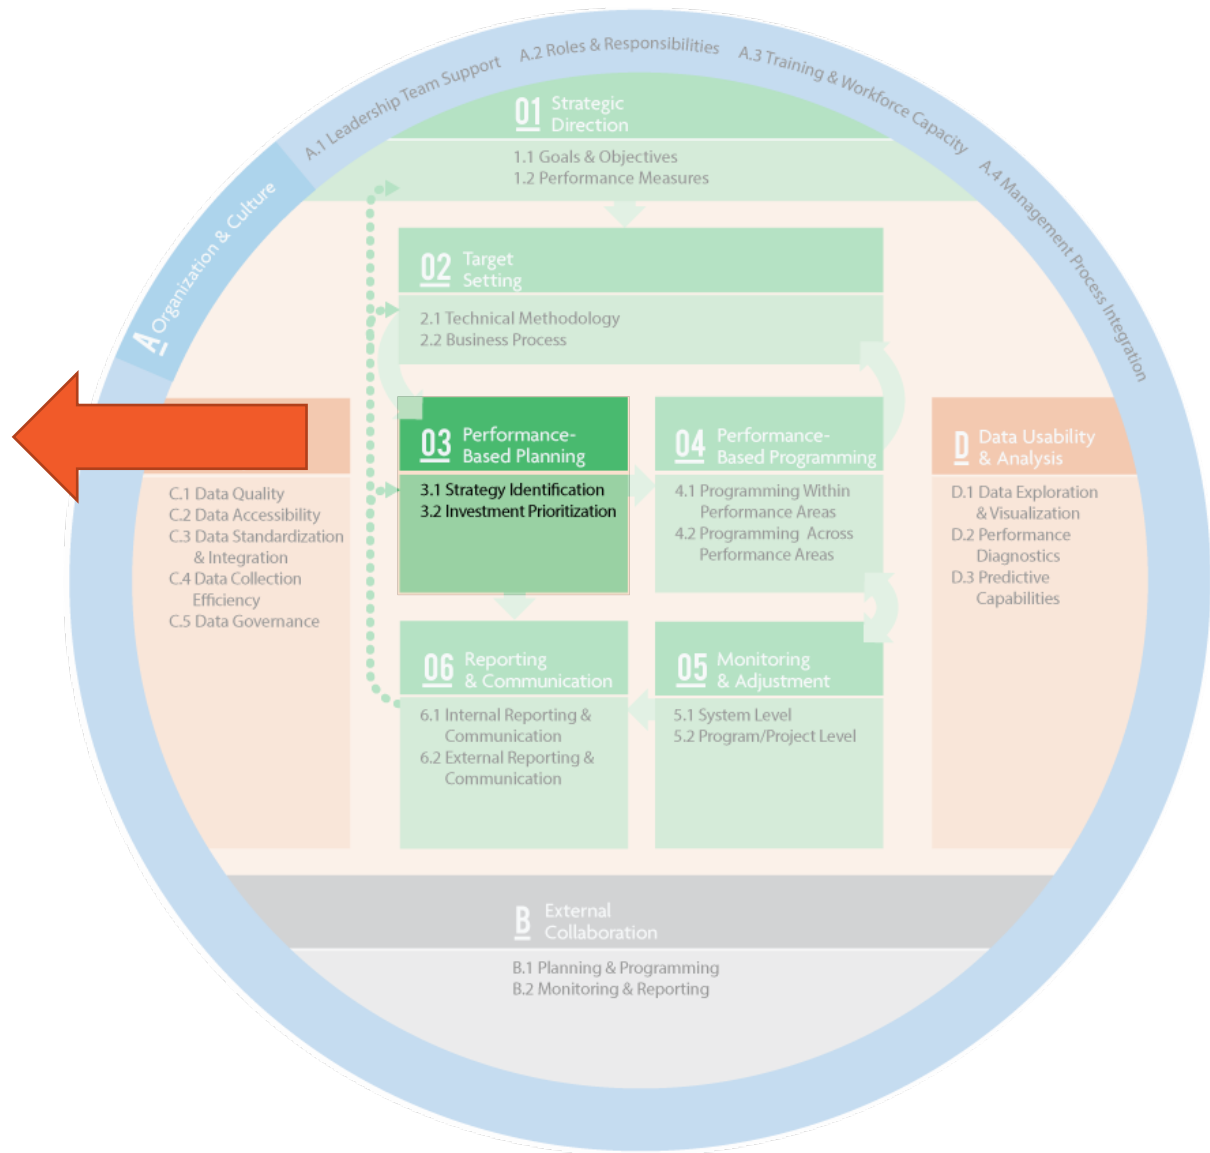 A.1 Leadership Team Support
A.2 Roles & Responsibilities
A.3 Training & Workforce Capacity
A.4 Management Process Integration
A Organization & Culture
01 Strategic
Direction
1.1 Goals & Objectives
1.2 Performance Measures
02 Target
Setting
2.1 Technical Methodology
2.2 Business Process
03 Performance-
Based Planning
3.1 Strategy Identification
3.2 Investment Prioritization
04 Performance-
Based Programming
4.1 Programming Within
Performance Areas
4.2 Programming Across
Performance Areas
C.1 Data Quality
C.2 Data Accessibility
C.3 Data Standardization
& Integration
C.4 Data Collection
Efficiency
C.5 Data Governance
D Data Usability
& Analysis
D.1 Data Exploration
& Visualization
D.2 Performance
Diagnostics
D.3 Predictive
Capabilities
06 Reporting
& Communication
6.1 Internal Reporting &
Communication
6.2 External Reporting &
Communication
05 Monitoring
& Adjustment
5.1 System Level
5.2 Program/Project Level
B External
Collaboration
B.1 Planning & Programming
B.2 Monitoring & Reporting